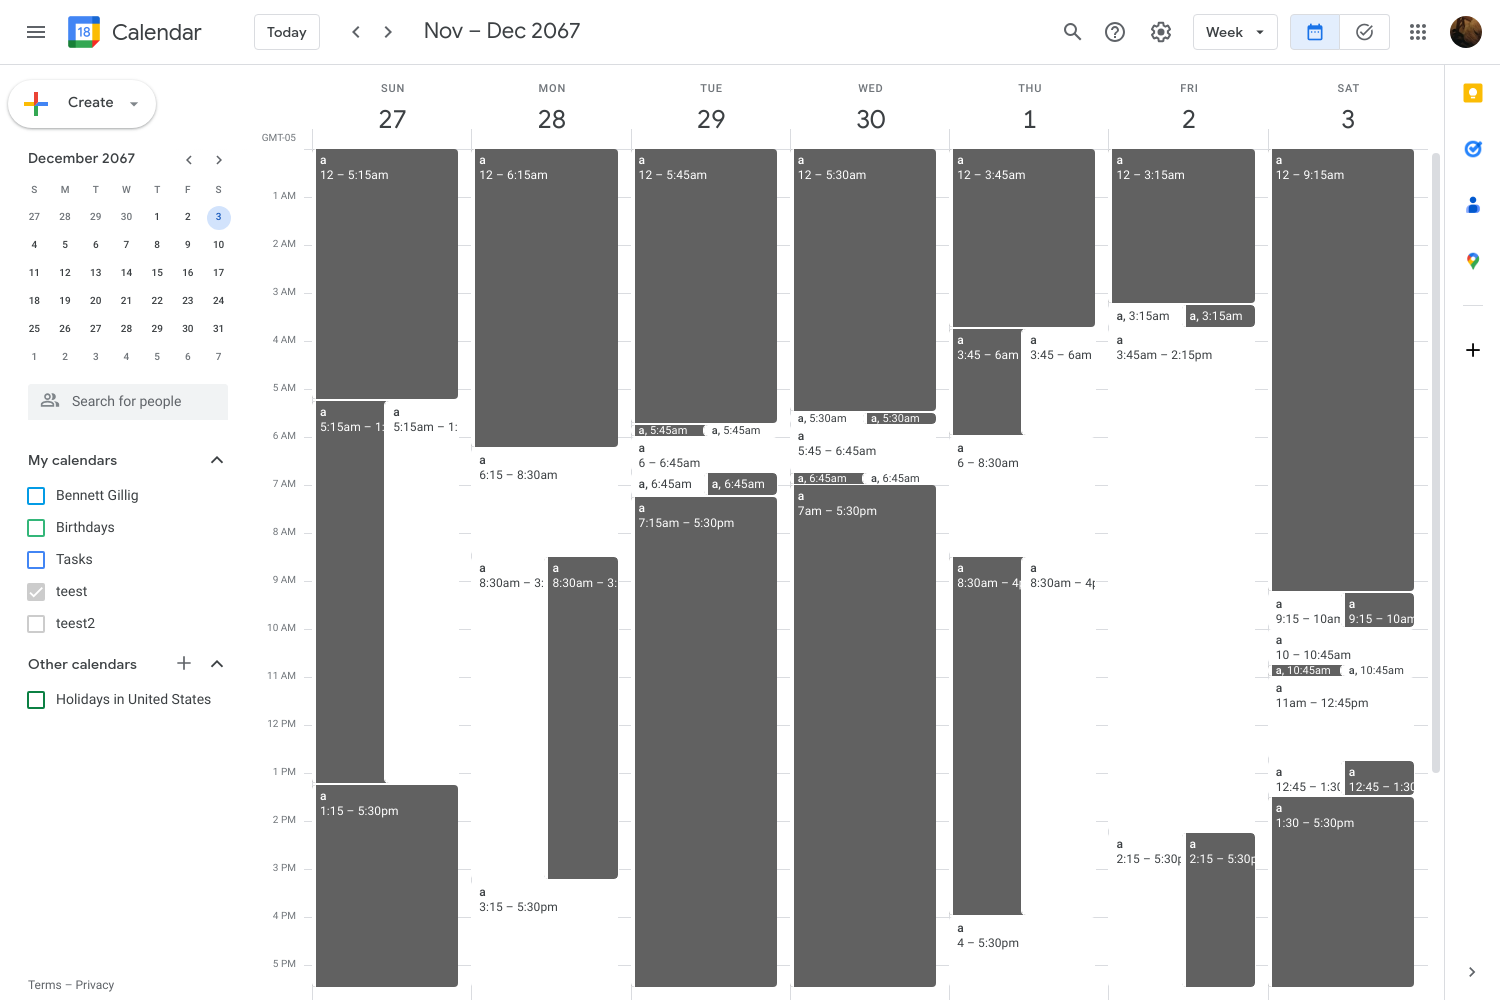 18 Calendar Today Nov – Dec 2067 Week
Create
December 2067
S M T W T F S
27 28 29 30 1 2 3
4 5 6 7 8 9 10
11 12 13 14 15 16 17
18 19 20 21 22 23 24
25 26 27 28 29 30 31
1 2 3 4 5 6 7
Search for people
My calendars
Bennett Gillig
Birthdays
Tasks
teest
teest2
Other calendars
Holidays in United States
Terms – Privacy
GMT-05
1 AM
2 AM
3 AM
4 AM
5 AM
6 AM
7 AM
8 AM
9 AM
10 AM
11 AM
12 PM
1 PM
2 PM
3 PM
4 PM
5 PM
SUN
27
a
12 – 5:15am
a
5:15am – 1:
a
5:15am – 1:
a
1:15 – 5:30pm
MON
28
a
12 – 6:15am
a
6:15 – 8:30am
a
8:30am – 3:
a
8:30am – 3:
a
3:15 – 5:30pm
TUE
29
a
12 – 5:45am
a, 5:45am
a, 5:45am
a
6 – 6:45am
a, 6:45am
a, 6:45am
a
7:15am – 5:30pm
WED
30
a
12 – 5:30am
a, 5:30am
a, 5:30am
a
5:45 – 6:45am
a, 6:45am
a, 6:45am
a
7am – 5:30pm
THU
1
a
12 – 3:45am
a
3:45 – 6am
a
3:45 – 6am
a
6 – 8:30am
a
8:30am – 4p
a
8:30am – 4p
a
4 – 5:30pm
FRI
2
a
12 – 3:15am
a, 3:15am
a, 3:15am
a
3:45am – 2:15pm
a
2:15 – 5:30p
a
2:15 – 5:30p
SAT
3
a
12 – 9:15am
a
9:15 – 10am
a
9:15 – 10am
a
10 – 10:45am
a, 10:45am
a, 10:45am
a
11am – 12:45pm
a
12:45 – 1:30
a
12:45 – 1:30
a
1:30 – 5:30pm